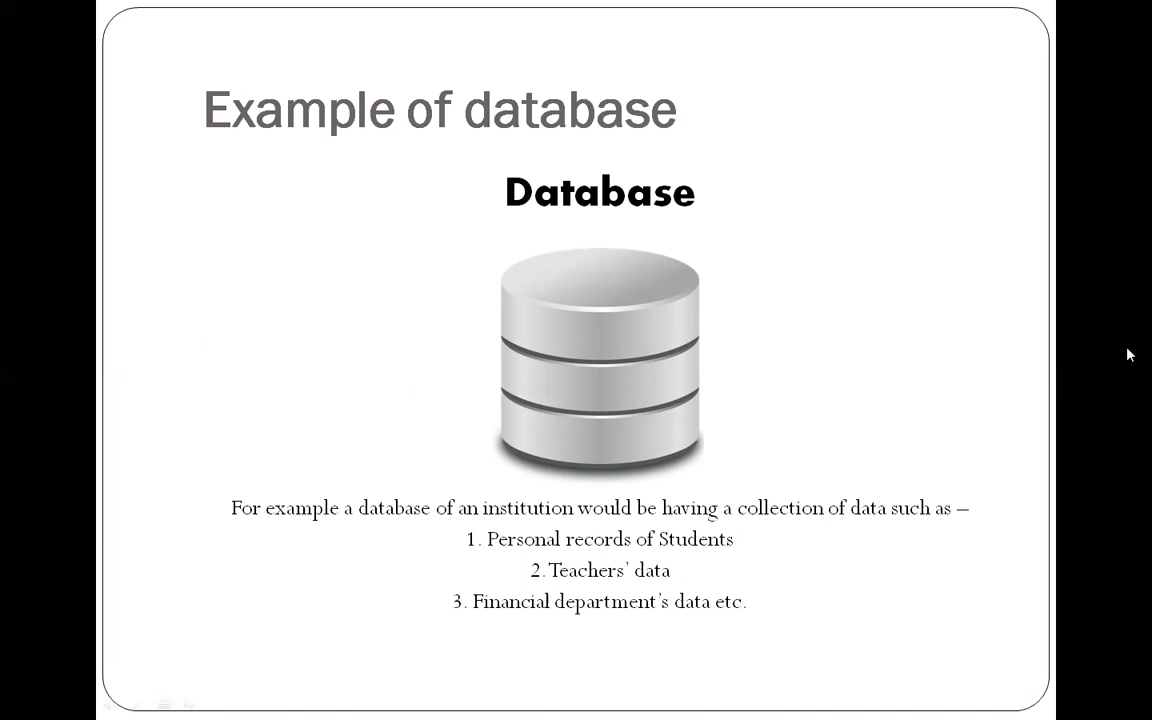 Example of database
Database
For example a database of an institution would be having a collection of data such as –
1. Personal records of Students
2. Teachers’ data
3. Financial department’s data etc.